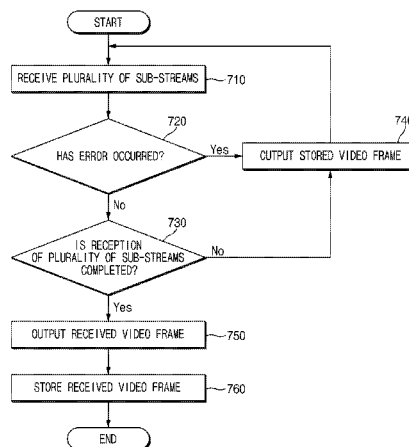 START
RECEIVE PLURALITY OF SUB-STREAMS
710
720
HAS ERROR OCCURRED?
Yes
740
OUTPUT STORED VIDEO FRAME
No
730
IS RECEPTION
OF PLURALITY OF SUB-STREAMS
COMPLETED?
No
Yes
OUTPUT RECEIVED VIDEO FRAME
750
STORE RECEIVED VIDEO FRAME
760
END